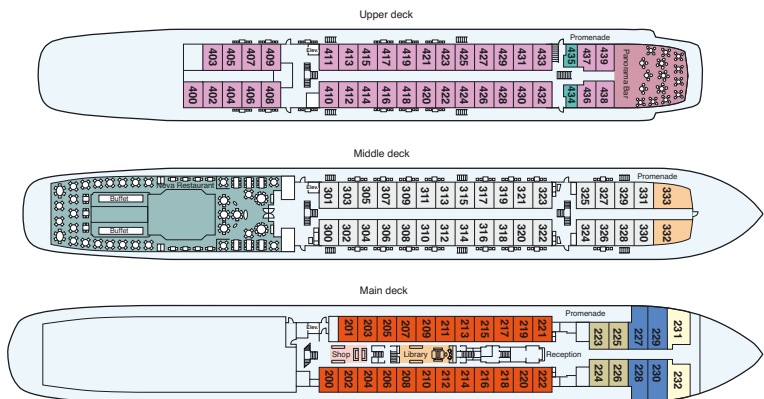 Upper deck
Promenade
403 405 407 409 Elev. 411 413 415 417 419 421 423 425 427 429 431 433 435 437 439
Panorama Bar
400 402 404 406 408 410 412 414 416 418 420 422 424 426 428 430 432 434 436 438
Middle deck
Promenade
Neva Restaurant
Elev. 301 303 305 307 309 311 313 315 317 319 321 323 325 327 329 331 333
Buffet
Buffet
300 302 304 306 308 310 312 314 316 318 320 322 324 326 328 330 332
Main deck
Promenade
Elev. 201 203 205 207 209 211 213 215 217 219 221 223 225 227 229 231
Shop Library Reception
200 202 204 206 208 210 212 214 216 218 220 222 224 226 228 230 232